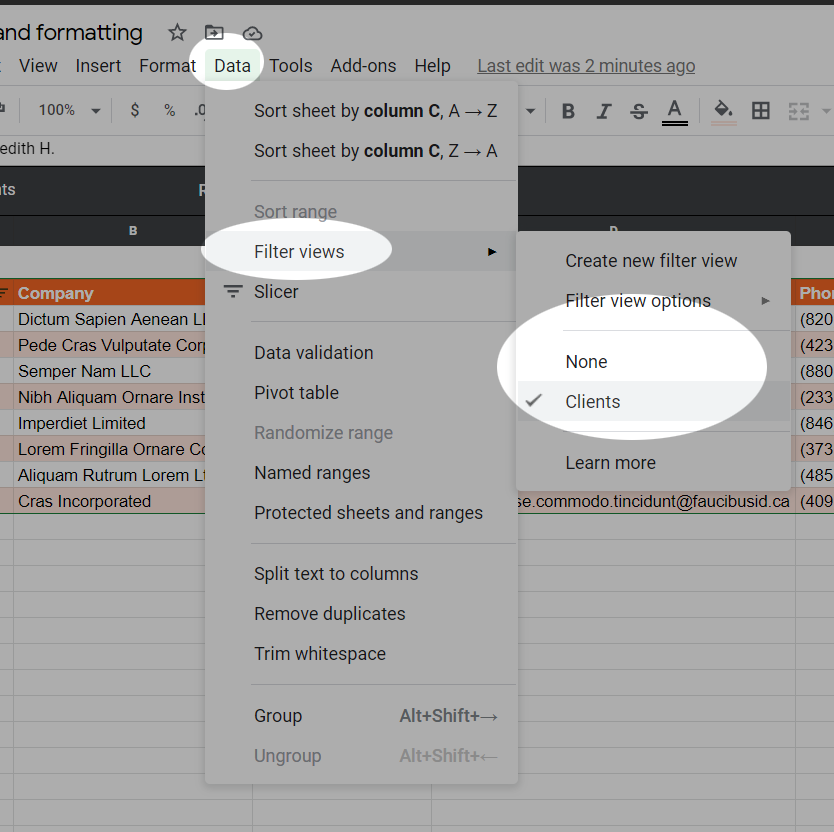 and formatting
View Insert Format Data Tools Add-ons Help Last edit was 2 minutes ago
100% $ % .0 B I S A
edith H.
Sort sheet by column C, A → Z
Sort sheet by column C, Z → A
Sort range
Filter views ►
Slicer
Data validation
Pivot table
Randomize range
Named ranges
Protected sheets and ranges
Split text to columns
Remove duplicates
Trim whitespace
Group Alt+Shift+→
Ungroup Alt+Shift+←
Create new filter view
Filter view options ►
None
Clients
Learn more
nts
B
Company
Dictum Sapien Aenean
Pede Cras Vulputate Corp
Semper Nam LLC
Nibh Aliquam Ornare Inst
Imperdiet Limited
Lorem Fringilla Ornare
Aliquam Rutrum Lorem
Cras Incorporated
se.commodo.tincidunt@faucibusid.ca
Pho
(820
(423
(880
(233
(846
(373
(485
(409